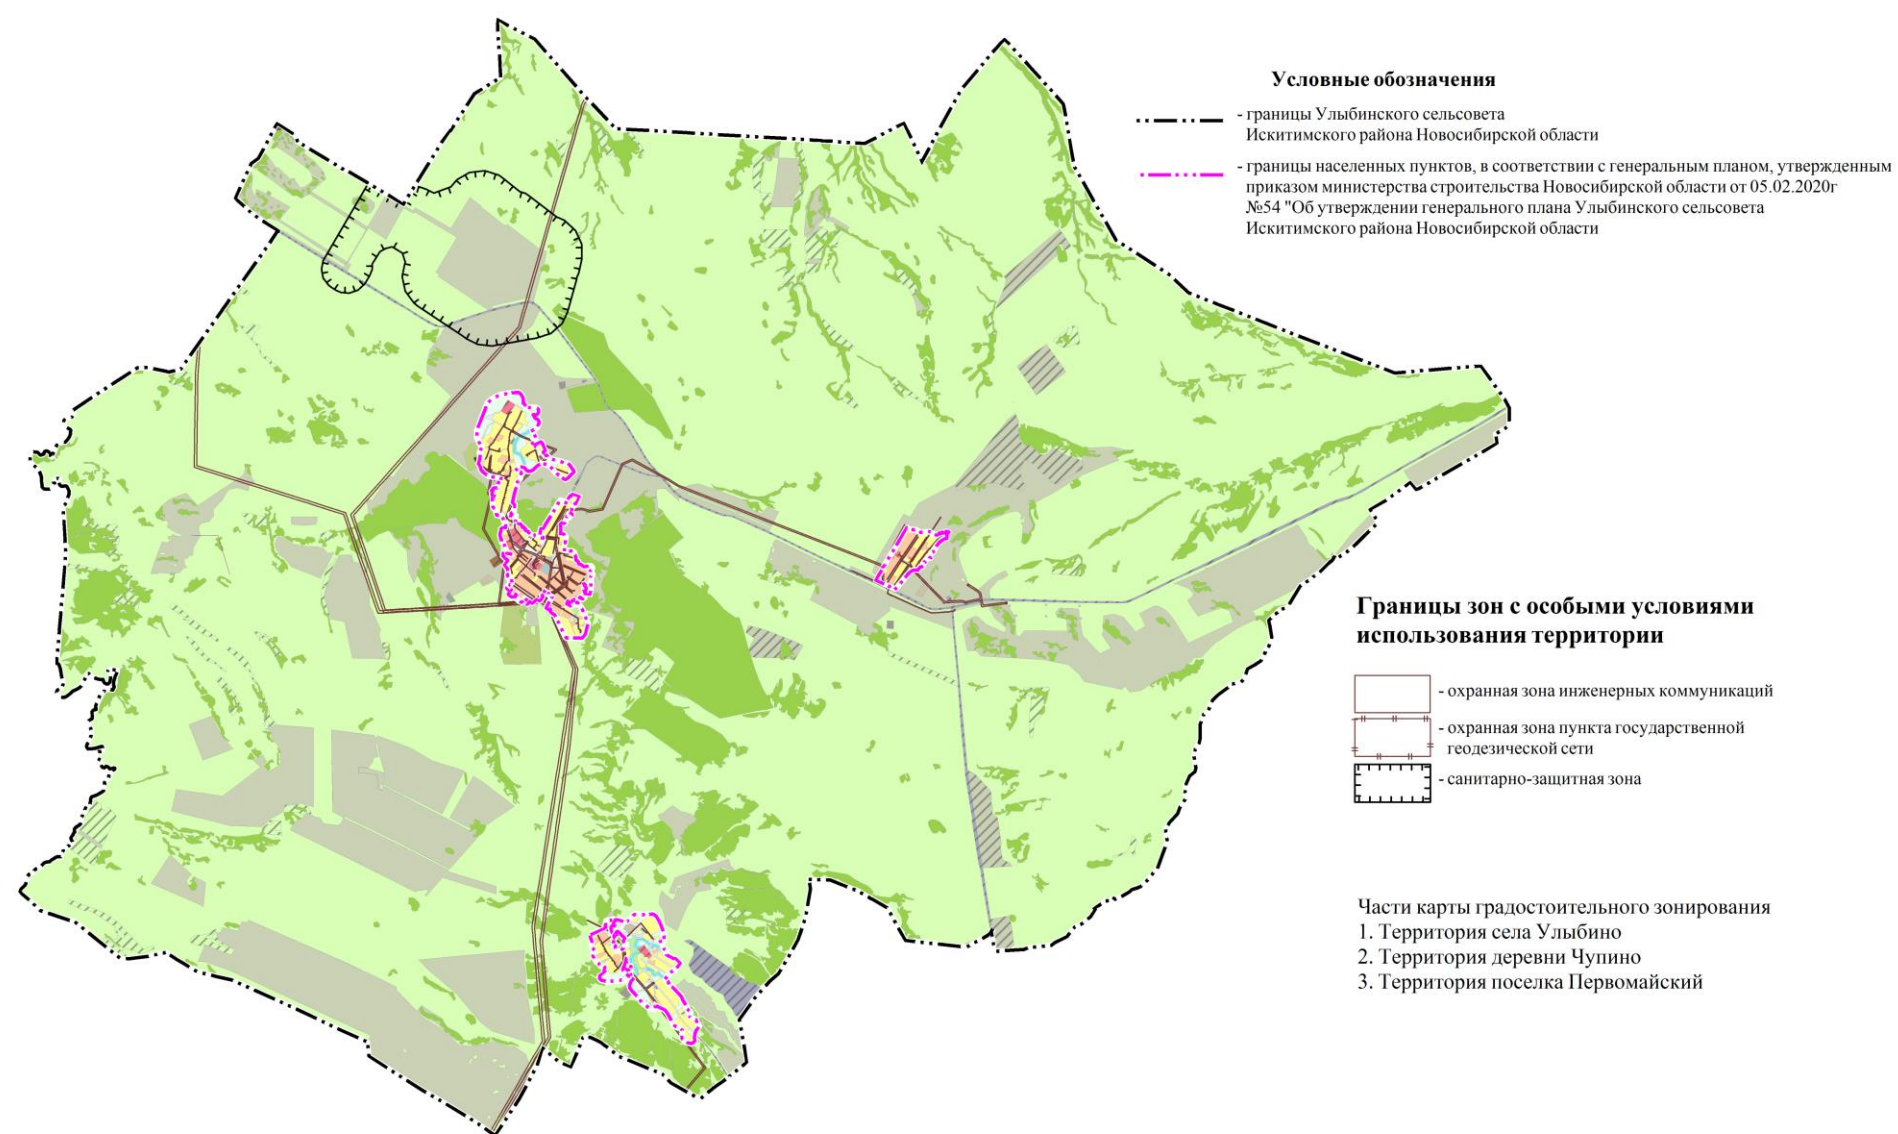 Условные обозначения
- границы Улыбинского сельсовета
Искитимского района Новосибирской области
- границы населенных пунктов, в соответствии с генеральным планом, утвержденным
приказом министерства строительства Новосибирской области от 05.02.2020г
№54 "Об утверждении генерального плана Улыбинского сельсовета
Искитимского района Новосибирской области
Границы зон с особыми условиями
использования территории
- охранная зона инженерных коммуникаций
- охранная зона пункта государственной
геодезической сети
- санитарно-защитная зона
Части карты градостоительного зонирования
1. Территория села Улыбино
2. Территория деревни Чупино
3. Территория поселка Первомайский